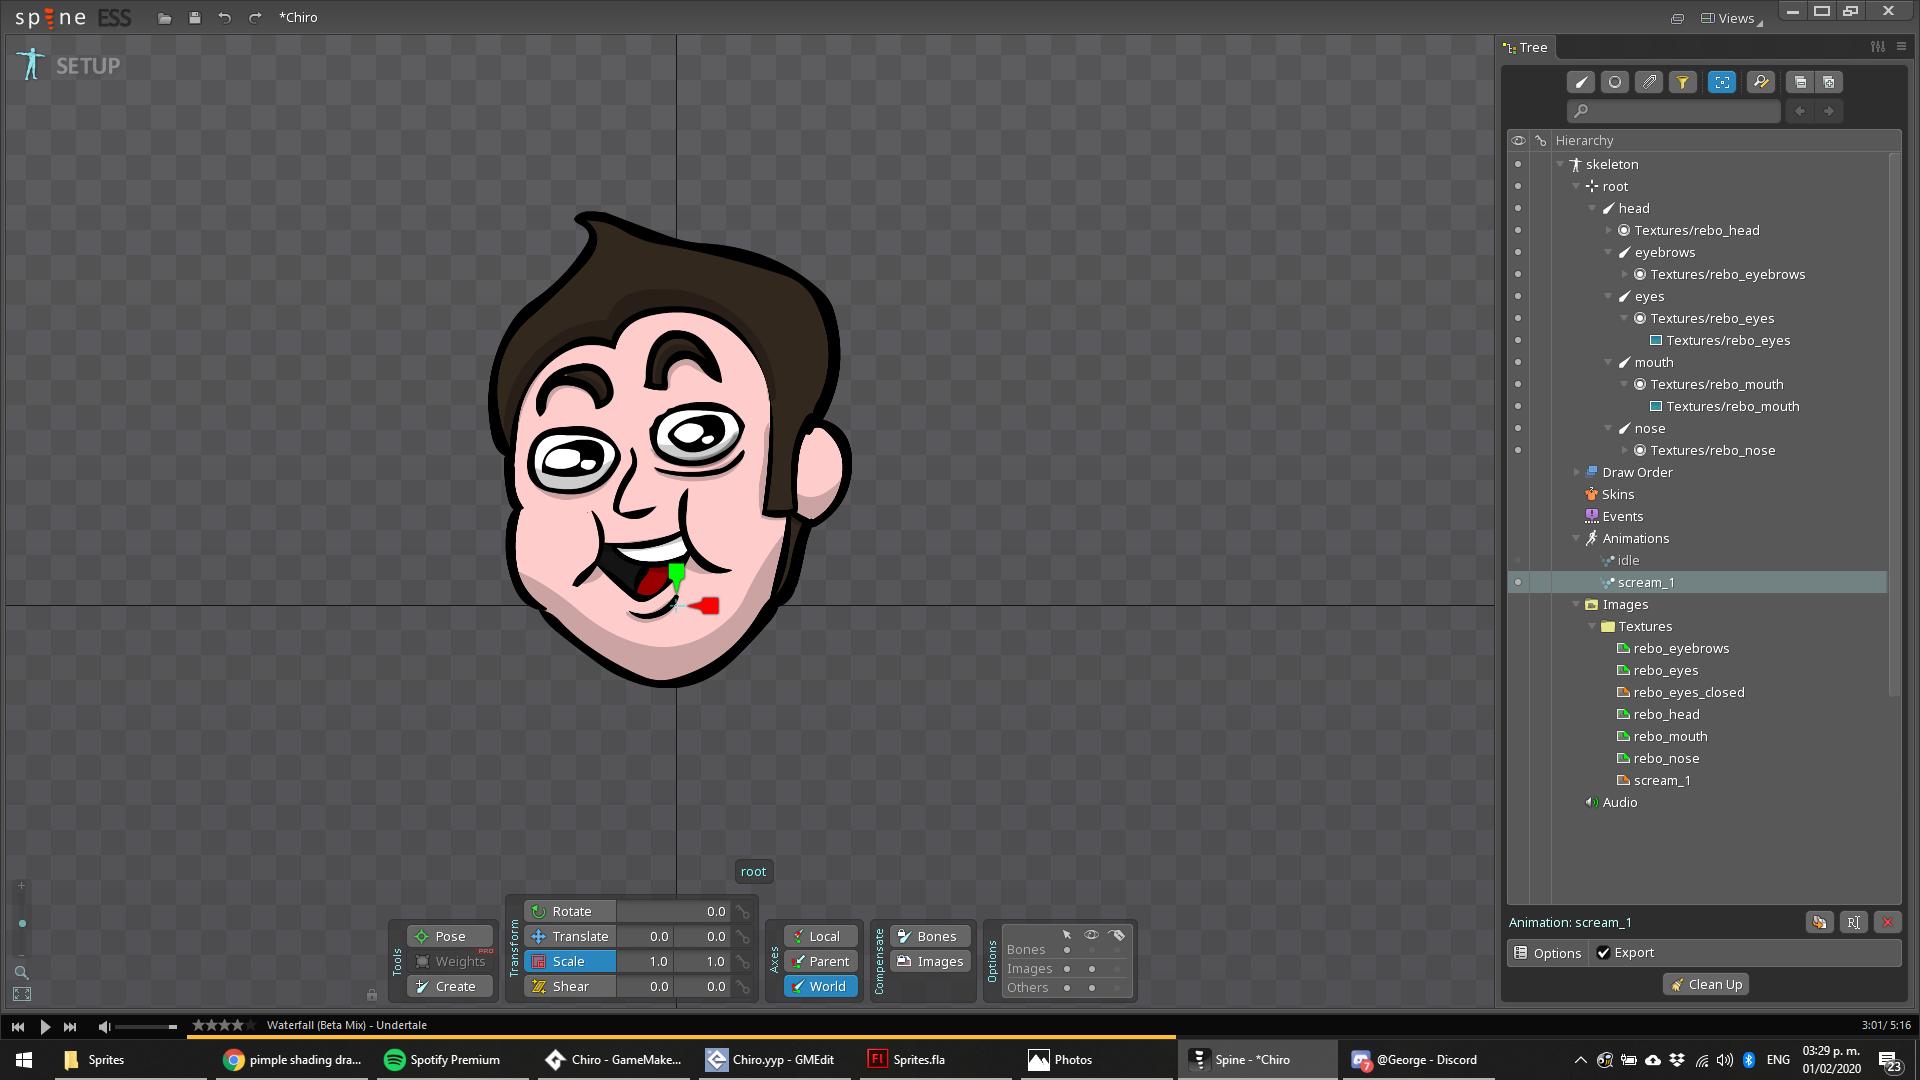 spine ESS *Chiro Views
SETUP
Tree
Hierarchy
skeleton
root
head
Textures/rebo_head
eyebrows
Textures/rebo_eyebrows
eyes
Textures/rebo_eyes
Textures/rebo_eyes
mouth
Textures/rebo_mouth
Textures/rebo_mouth
nose
Textures/rebo_nose
Draw Order
Skins
Events
Animations
idle
scream_1
Images
Textures
rebo_eyebrows
rebo_eyes
rebo_eyes_closed
rebo_head
rebo_mouth
rebo_nose
scream_1
Audio
Animation: scream_1
Options Export
Clean Up
root
Tools
Pose
PRO
Weights
Create
Transform
Rotate 0.0
Translate 0.0 0.0
Scale 1.0 1.0
Shear 0.0 0.0
Axes
Local
Parent
World
Compensate
Bones
Images
Options
Bones
Images
Others
Waterfall (Beta Mix) - Undertale 3:01/ 5:16
Sprites pimple shading dra... Spotify Premium Chiro - GameMake... Chiro.yyp - GMEdit Fl Sprites.fla Photos Spine - *Chiro 7 @George - Discord ENG 03:29 p. m. 23
01/02/2020